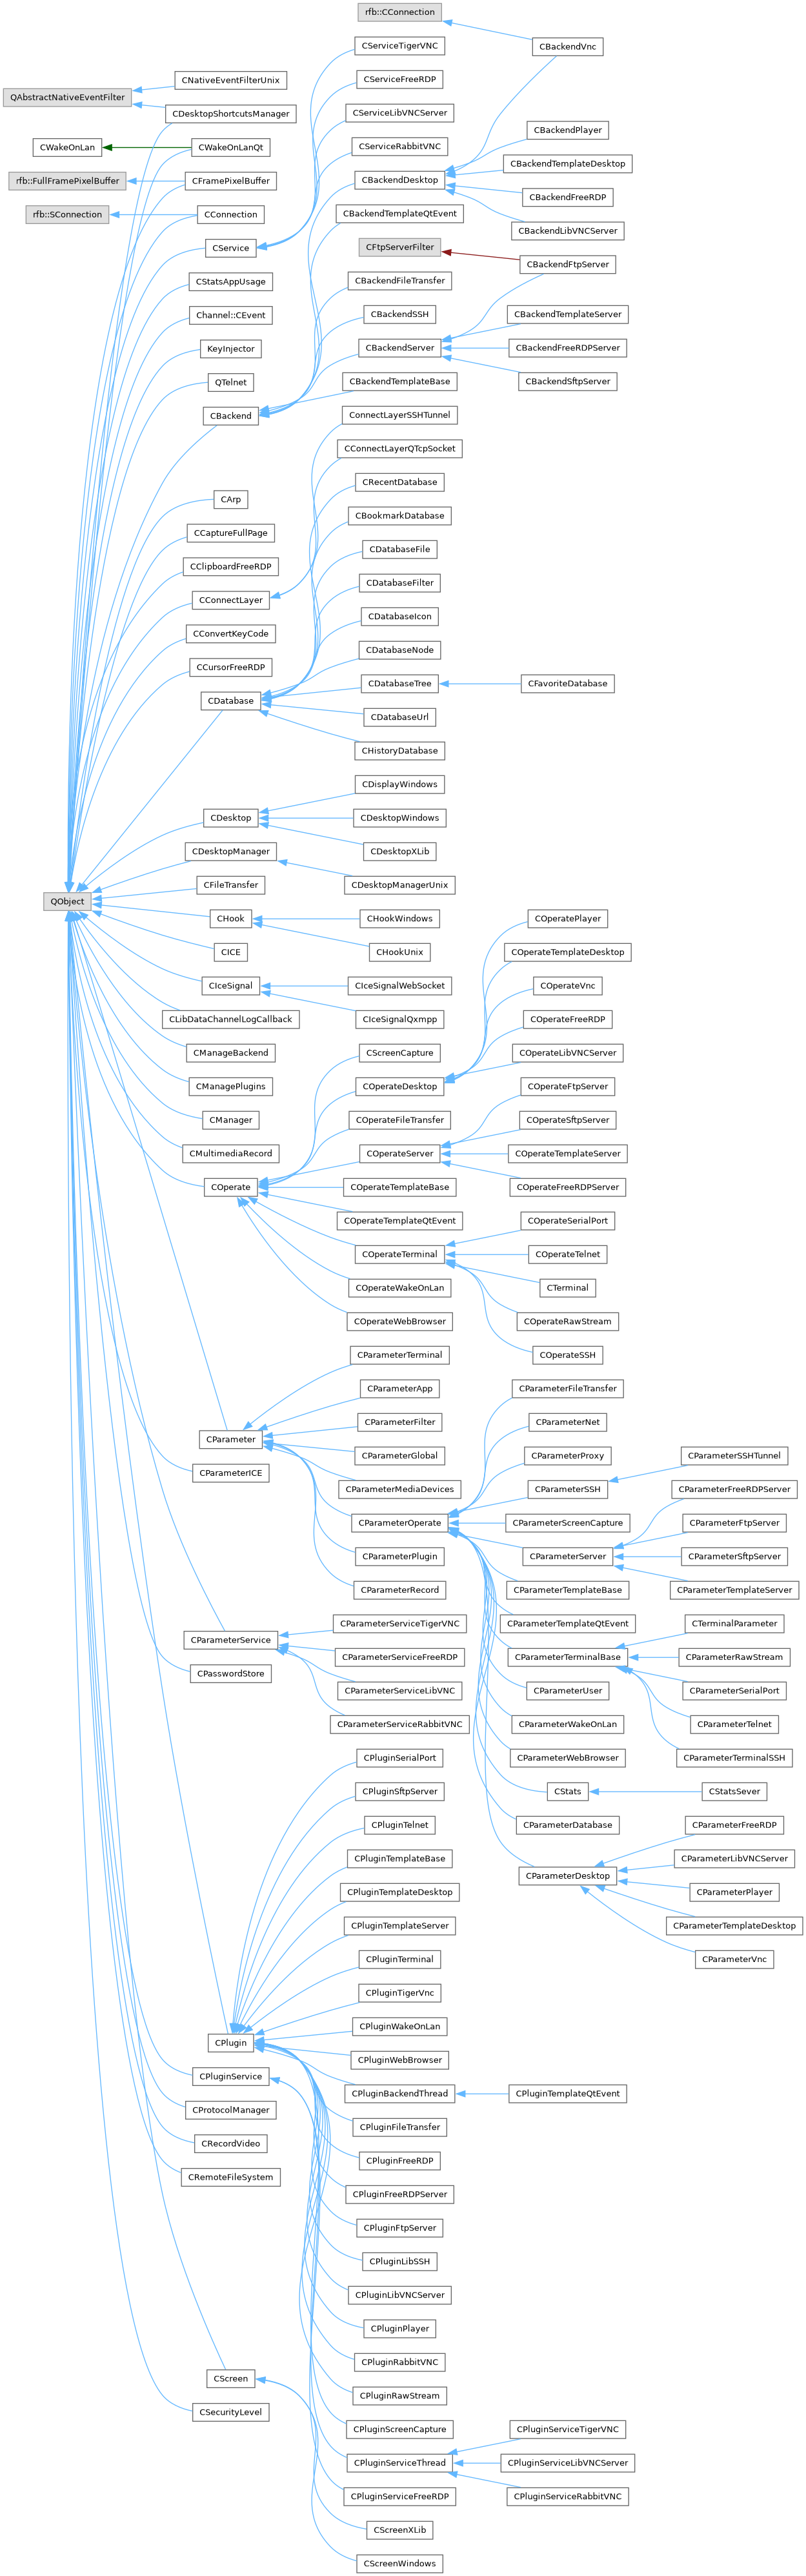 rfb::CConnection
CServiceTigerVNC
CBackendVnc
CNativeEventFilterUnix
CServiceFreeRDP
QAbstractNativeEventFilter
CDesktopShortcutsManager
CServiceLibVNCServer
CBackendPlayer
CWakeOnLan
CWakeOnLanQt
CServiceRabbitVNC
CBackendTemplateDesktop
rfb::FullFramePixelBuffer
CFramePixelBuffer
CBackendDesktop
CBackendFreeRDP
rfb::SConnection
CConnection
CBackendTemplateQtEvent
CBackendLibVNCServer
CService
CFtpServerFilter
CBackendFtpServer
CStatsAppUsage
CBackendFileTransfer
Channel::CEvent
CBackendSSH
CBackendTemplateServer
KeyInjector
CBackendServer
CBackendFreeRDPServer
QTelnet
CBackendTemplateBase
CBackendSftpServer
CBackend
ConnectLayerSSHTunnel
CConnectLayerQTcpSocket
CRecentDatabase
CArp
CBookmarkDatabase
CCaptureFullPage
CDatabaseFile
CClipboardFreeRDP
CDatabaseFilter
CConnectLayer
CDatabaseIcon
CConvertKeyCode
CDatabaseNode
CCursorFreeRDP
CDatabaseTree
CFavoriteDatabase
CDatabase
CDatabaseUrl
CHistoryDatabase
CDisplayWindows
CDesktop
CDesktopWindows
CDesktopManager
CDesktopXLib
CFileTransfer
CDesktopManagerUnix
QObject
CHook
CHookWindows
COperatePlayer
CICE
CHookUnix
COperateTemplateDesktop
CIceSignal
CIceSignalWebSocket
COperateVnc
CLibDataChannelLogCallback
CIceSignalQxmpp
COperateFreeRDP
CManageBackend
CScreenCapture
COperateLibVNCServer
CManagePlugins
COperateDesktop
COperateFtpServer
CManager
COperateFileTransfer
COperateSftpServer
CMultimediaRecord
COperateServer
COperateTemplateServer
COperate
COperateTemplateBase
COperateFreeRDPServer
COperateTemplateQtEvent
COperateSerialPort
COperateTerminal
COperateTelnet
COperateWakeOnLan
CTerminal
COperateWebBrowser
COperateRawStream
CParameterTerminal
COperateSSH
CParameterApp
CParameterFileTransfer
CParameterFilter
CParameterNet
CParameter
CParameterGlobal
CParameterProxy
CParameterSSHTunnel
CParameterICE
CParameterMediaDevices
CParameterSSH
CParameterFreeRDPServer
CParameterOperate
CParameterScreenCapture
CParameterFtpServer
CParameterPlugin
CParameterServer
CParameterSftpServer
CParameterRecord
CParameterTemplateBase
CParameterTemplateServer
CParameterServiceTigerVNC
CParameterTemplateQtEvent
CTerminalParameter
CParameterService
CParameterServiceFreeRDP
CParameterTerminalBase
CParameterRawStream
CPasswordStore
CParameterServiceLibVNC
CParameterUser
CParameterSerialPort
CParameterServiceRabbitVNC
CParameterWakeOnLan
CParameterTelnet
CPluginSerialPort
CParameterWebBrowser
CParameterTerminalSSH
CPluginSftpServer
CStats
CStatsSever
CPluginTelnet
CParameterDatabase
CParameterFreeRDP
CPluginTemplateBase
CParameterDesktop
CParameterLibVNCServer
CPluginTemplateDesktop
CParameterPlayer
CPluginTemplateServer
CParameterTemplateDesktop
CPluginTerminal
CParameterVnc
CPluginTigerVnc
CPluginWakeOnLan
CPlugin
CPluginWebBrowser
CPluginService
CPluginBackendThread
CPluginTemplateQtEvent
CProtocolManager
CPluginFileTransfer
CRecordVideo
CPluginFreeRDP
CRemoteFileSystem
CPluginFreeRDPServer
CPluginFtpServer
CPluginLibSSH
CPluginLibVNCServer
CPluginPlayer
CPluginRabbitVNC
CScreen
CPluginRawStream
CSecurityLevel
CPluginScreenCapture
CPluginServiceTigerVNC
CPluginServiceThread
CPluginServiceLibVNCServer
CPluginServiceFreeRDP
CPluginServiceRabbitVNC
CScreenXLib
CScreenWindows